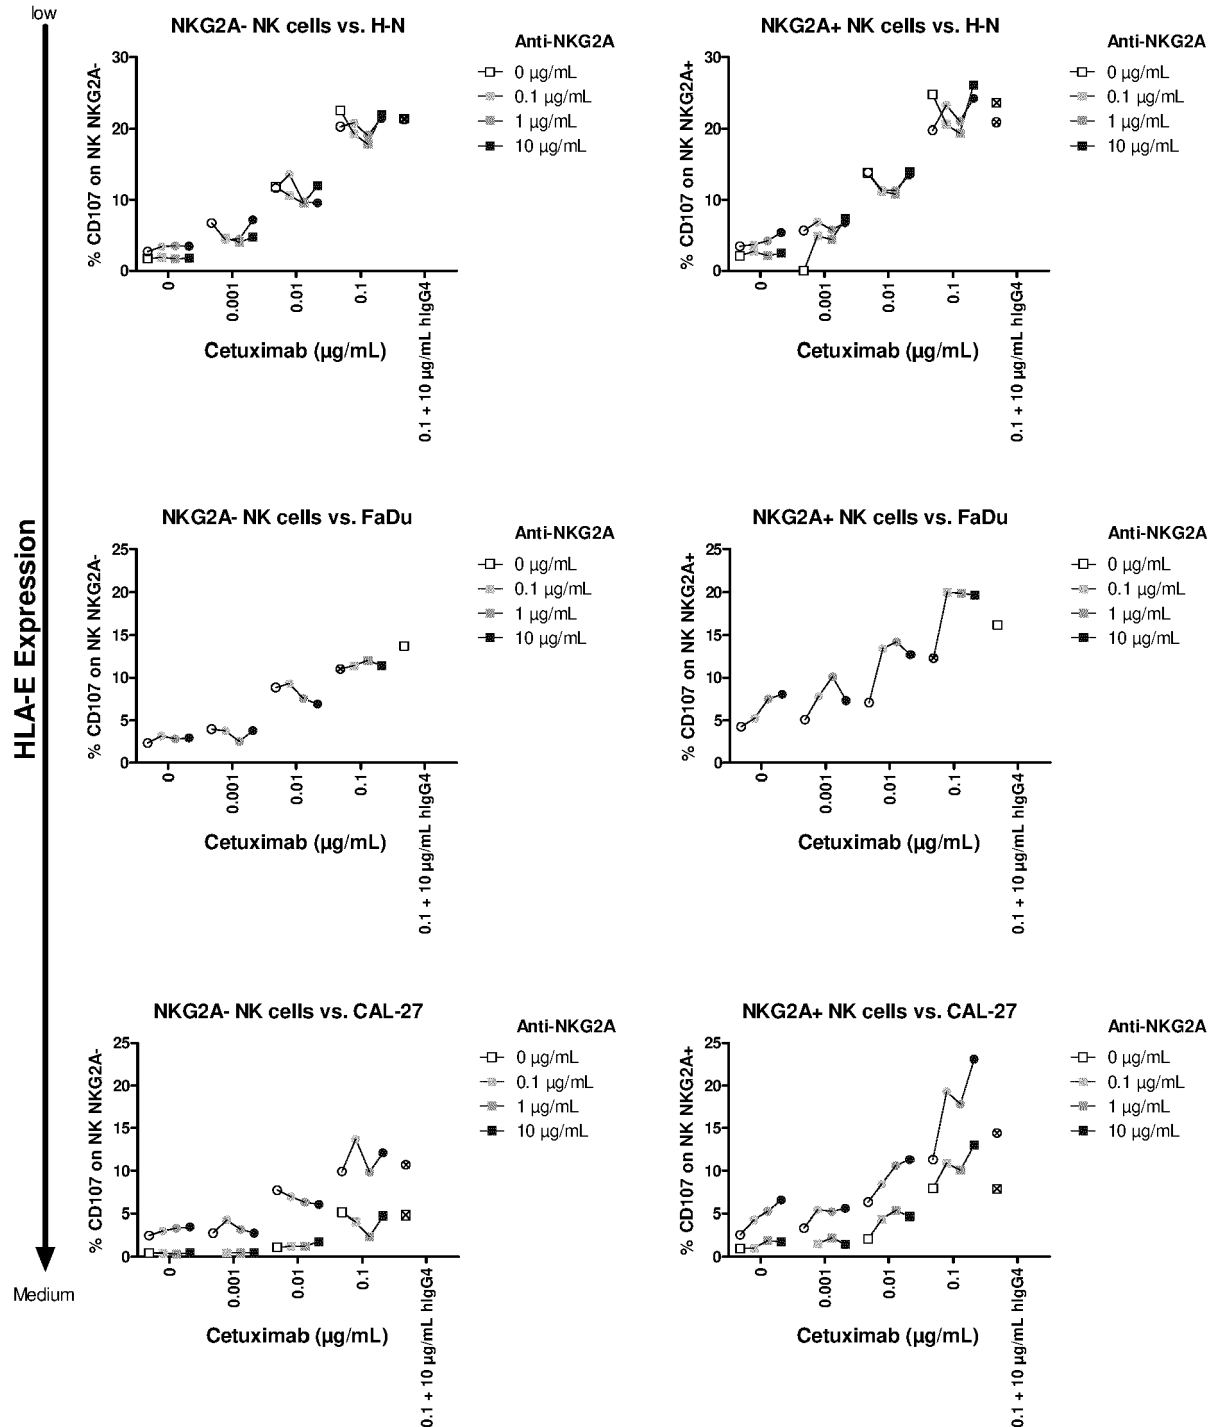 low
HLA-E Expression
Medium
NKG2A- NK cells vs. H-N
% CD107 on NK NKG2A-
30
20
10
0
0
0.001
0.01
0.1
0.1 + 10 µg/mL hIgG4
Cetuximab (µg/mL)
Anti-NKG2A
0 µg/mL
0.1 µg/mL
1 µg/mL
10 µg/mL
NKG2A+ NK cells vs. H-N
% CD107 on NK NKG2A+
30
20
10
0
0
0.001
0.01
0.1
0.1 + 10 µg/mL hIgG4
Cetuximab (µg/mL)
Anti-NKG2A
0 µg/mL
0.1 µg/mL
1 µg/mL
10 µg/mL
NKG2A- NK cells vs. FaDu
% CD107 on NK NKG2A-
25
20
15
10
5
0
0
0.001
0.01
0.1
0.1 + 10 µg/mL hIgG4
Cetuximab (µg/mL)
Anti-NKG2A
0 µg/mL
0.1 µg/mL
1 µg/mL
10 µg/mL
NKG2A+ NK cells vs. FaDu
% CD107 on NK NKG2A+
25
20
15
10
5
0
0
0.001
0.01
0.1
0.1 + 10 µg/mL hIgG4
Cetuximab (µg/mL)
Anti-NKG2A
0 µg/mL
0.1 µg/mL
1 µg/mL
10 µg/mL
NKG2A- NK cells vs. CAL-27
% CD107 on NK NKG2A-
25
20
15
10
5
0
0
0.001
0.01
0.1
0.1 + 10 µg/mL hIgG4
Cetuximab (µg/mL)
Anti-NKG2A
0 µg/mL
0.1 µg/mL
1 µg/mL
10 µg/mL
NKG2A+ NK cells vs. CAL-27
% CD107 on NK NKG2A+
25
20
15
10
5
0
0
0.001
0.01
0.1
0.1 + 10 µg/mL hIgG4
Cetuximab (µg/mL)
Anti-NKG2A
0 µg/mL
0.1 µg/mL
1 µg/mL
10 µg/mL